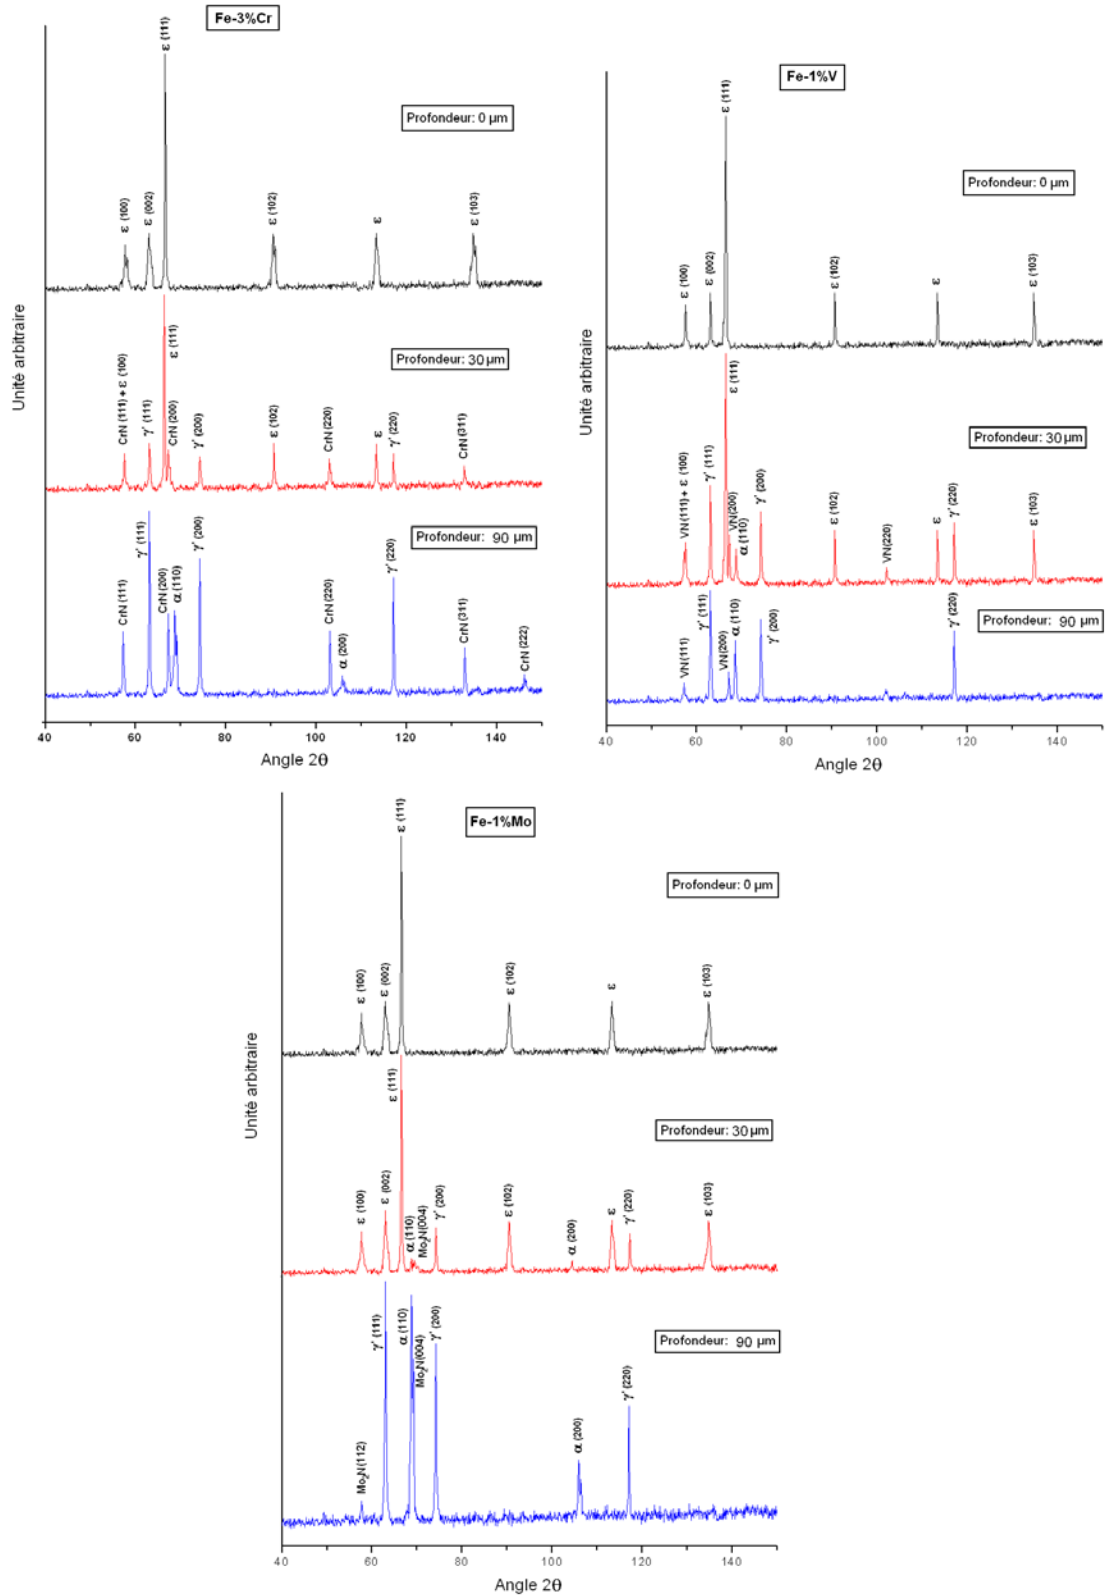 Fe-3%Cr
Unité arbitraire
Profondeur: 0 µm
ε (100)
ε (002)
ε (111)
ε (102)
ε
ε (103)
Profondeur: 30 µm
CrN (111) + ε (100)
γ' (111)
ε (111)
CrN (200)
γ' (200)
ε (102)
CrN (220)
ε
γ' (220)
CrN (311)
Profondeur: 90 µm
CrN (111)
γ' (111)
CrN (200)
α (110)
γ' (200)
CrN (220)
α (200)
γ' (220)
CrN (311)
CrN (222)
40 60 80 100 120 140
Angle 2θ
Fe-1%V
Unité arbitraire
Profondeur: 0 µm
ε (100)
ε (002)
ε (111)
ε (102)
ε
ε (103)
Profondeur: 30 µm
VN (111) + ε (100)
γ' (111)
ε (111)
VN (200)
α (110)
γ' (200)
ε (102)
VN (220)
ε
γ' (220)
ε (103)
Profondeur: 90 µm
VN (111)
γ' (111)
VN (200)
α (110)
γ' (200)
γ' (220)
40 60 80 100 120 140
Angle 2θ
Fe-1%Mo
Unité arbitraire
Profondeur: 0 µm
ε (100)
ε (002)
ε (111)
ε (102)
ε
ε (103)
Profondeur: 30 µm
ε (100)
ε (002)
ε (111)
α (110)
Mo₂N (004)
γ' (200)
ε (102)
α (200)
ε
γ' (220)
ε (103)
Profondeur: 90 µm
Mo₂N (112)
γ' (111)
α (110)
Mo₂N (004)
γ' (200)
α (200)
γ' (220)
40 60 80 100 120 140
Angle 2θ